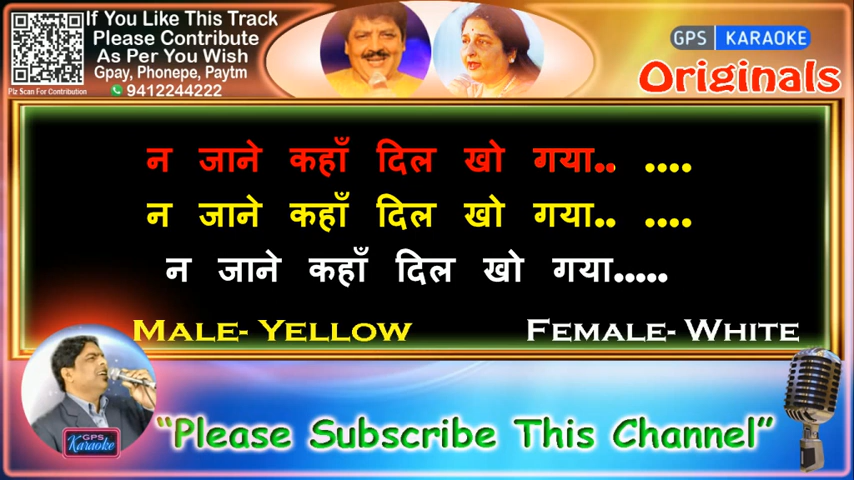 If You Like This Track
Please Contribute
As Per You Wish
Gpay, Phonepe, Paytm
Plz Scan For Contribution
9412244222
GPS | KARAOKE
Originals
न जाने कहाँ दिल खो गया.. ....
न जाने कहाँ दिल खो गया.. ....
न जाने कहाँ दिल खो गया.....
Male- Yellow
Female- White
GPS
Karaoke
“Please Subscribe This Channel”